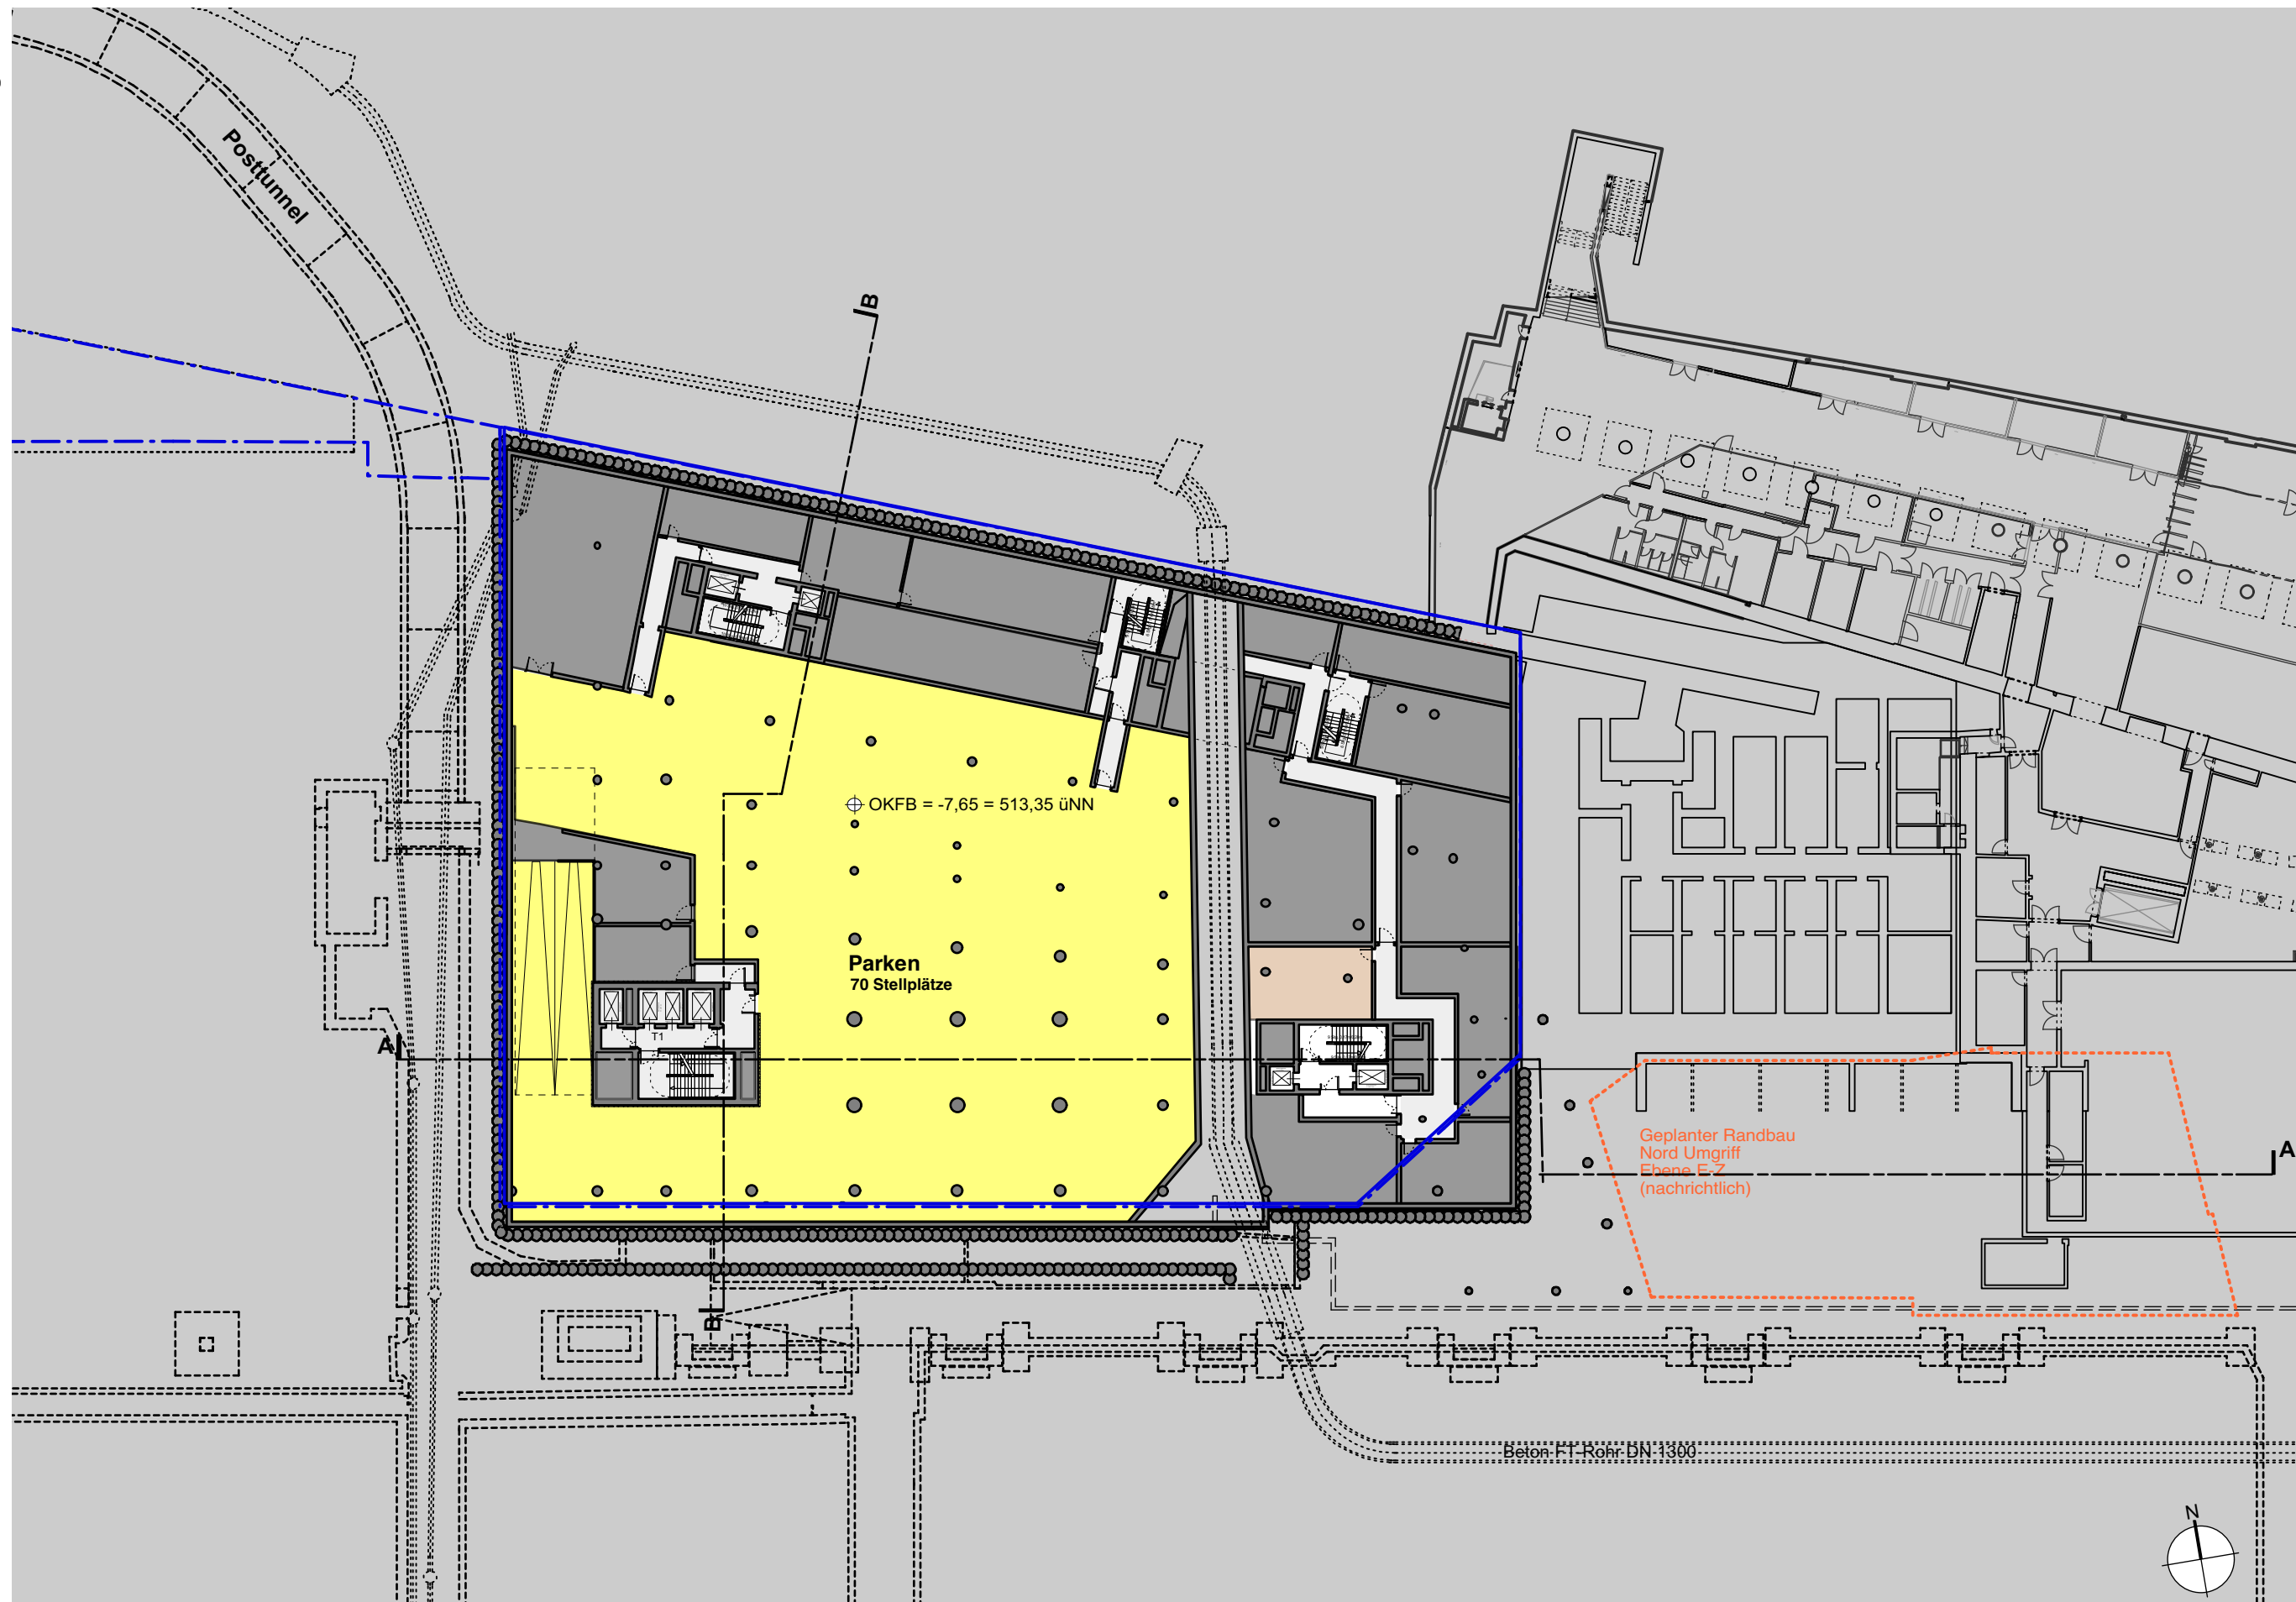 Posttunnel
B
OKFB = -7,65 = 513,35 üNN
Parken
70 Stellplätze
T1
A
Geplanter Randbau
Nord Umgriff
Ebene E-Z
(nachrichtlich)
A
B
Beton FT-Rohr DN 1300
N